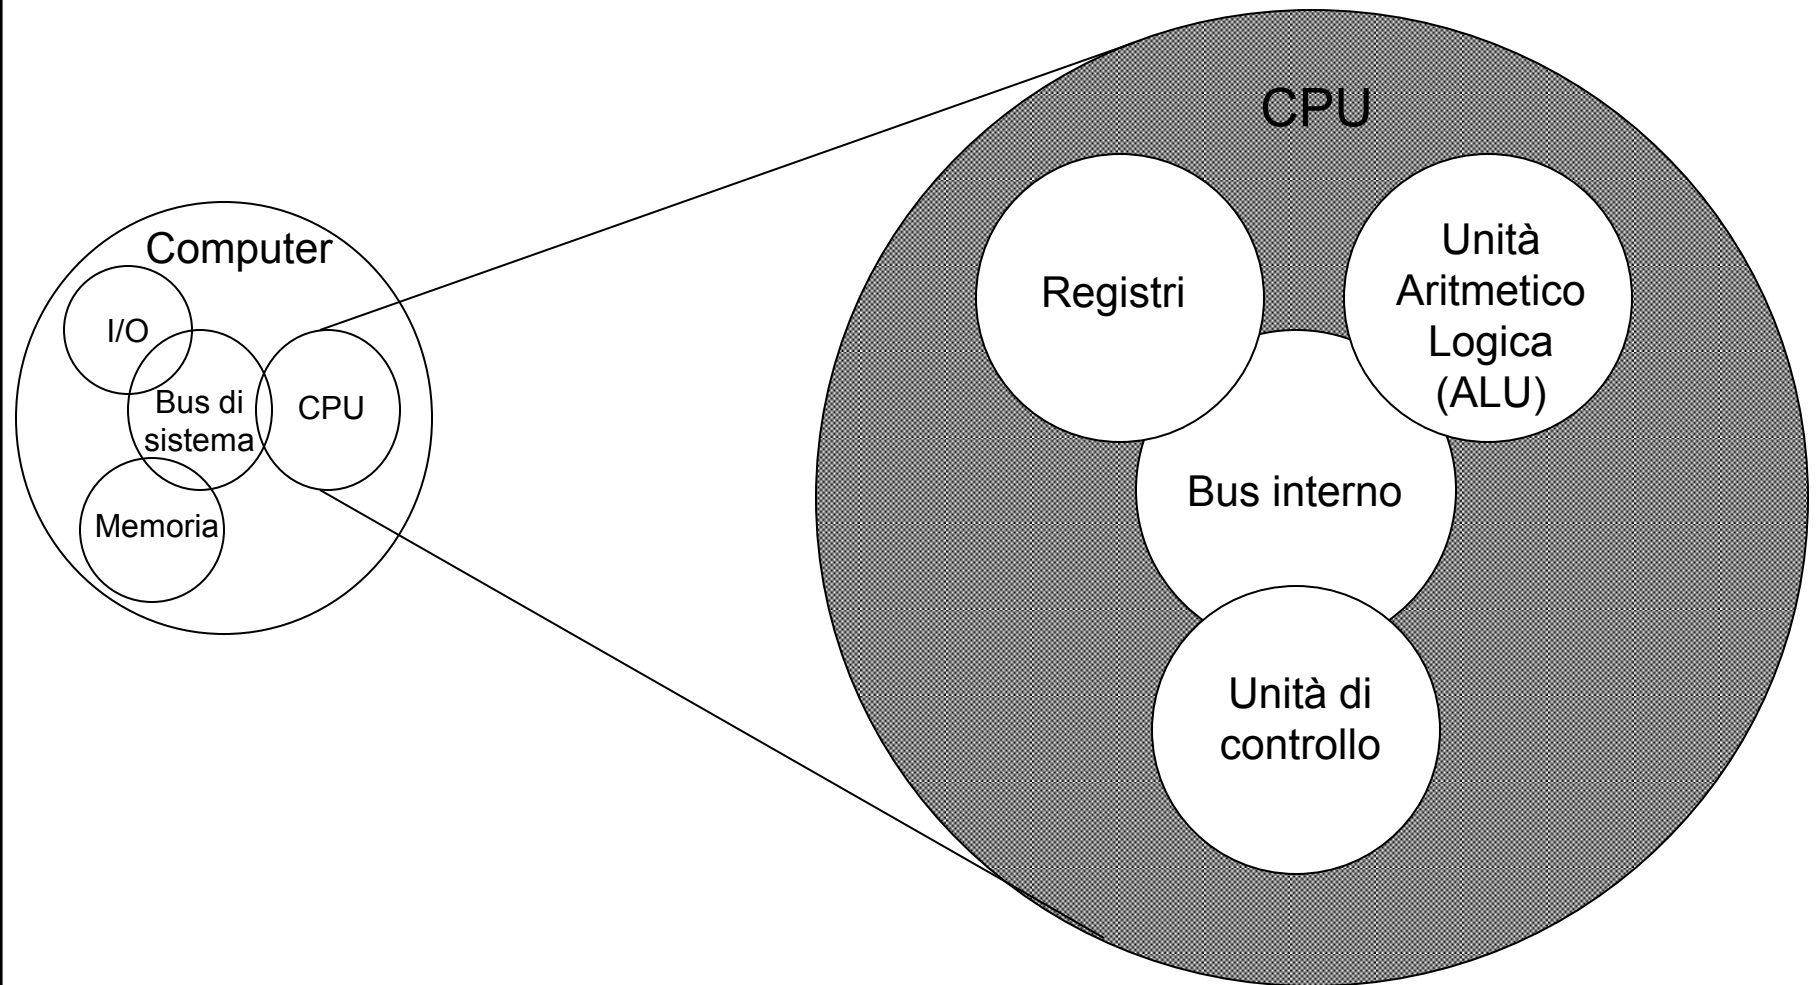 Computer
I/O
Bus di
sistema
CPU
Memoria
CPU
Registri
Unità
Aritmetico
Logica
(ALU)
Bus interno
Unità di
controllo